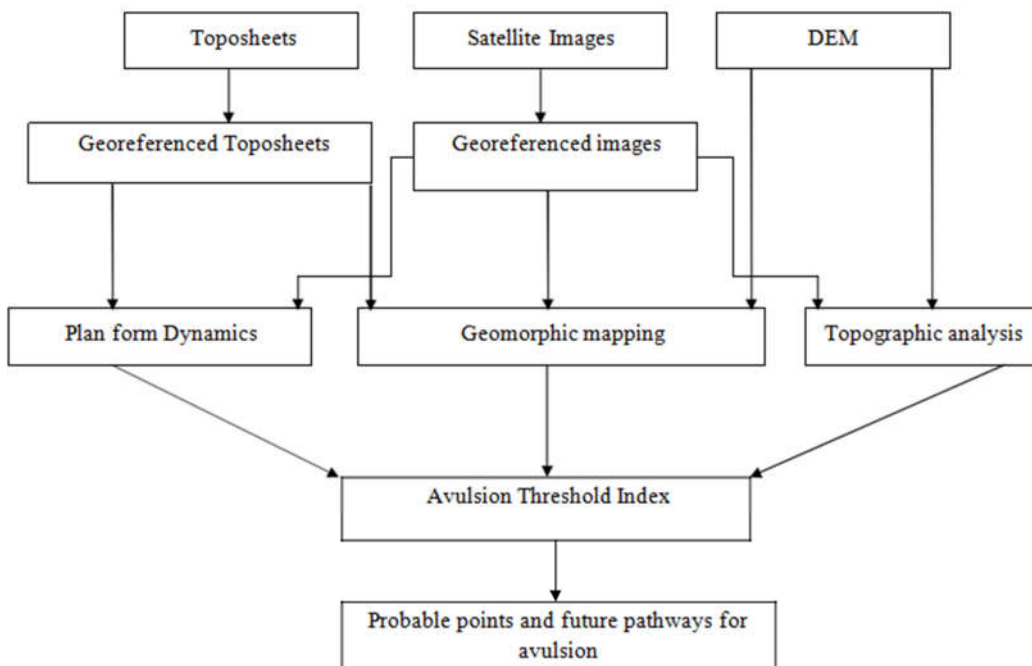 Toposheets
Satellite Images
DEM
Georeferenced Toposheets
Georeferenced images
Plan form Dynamics
Geomorphic mapping
Topographic analysis
Avulsion Threshold Index
Probable points and future pathways for
avulsion